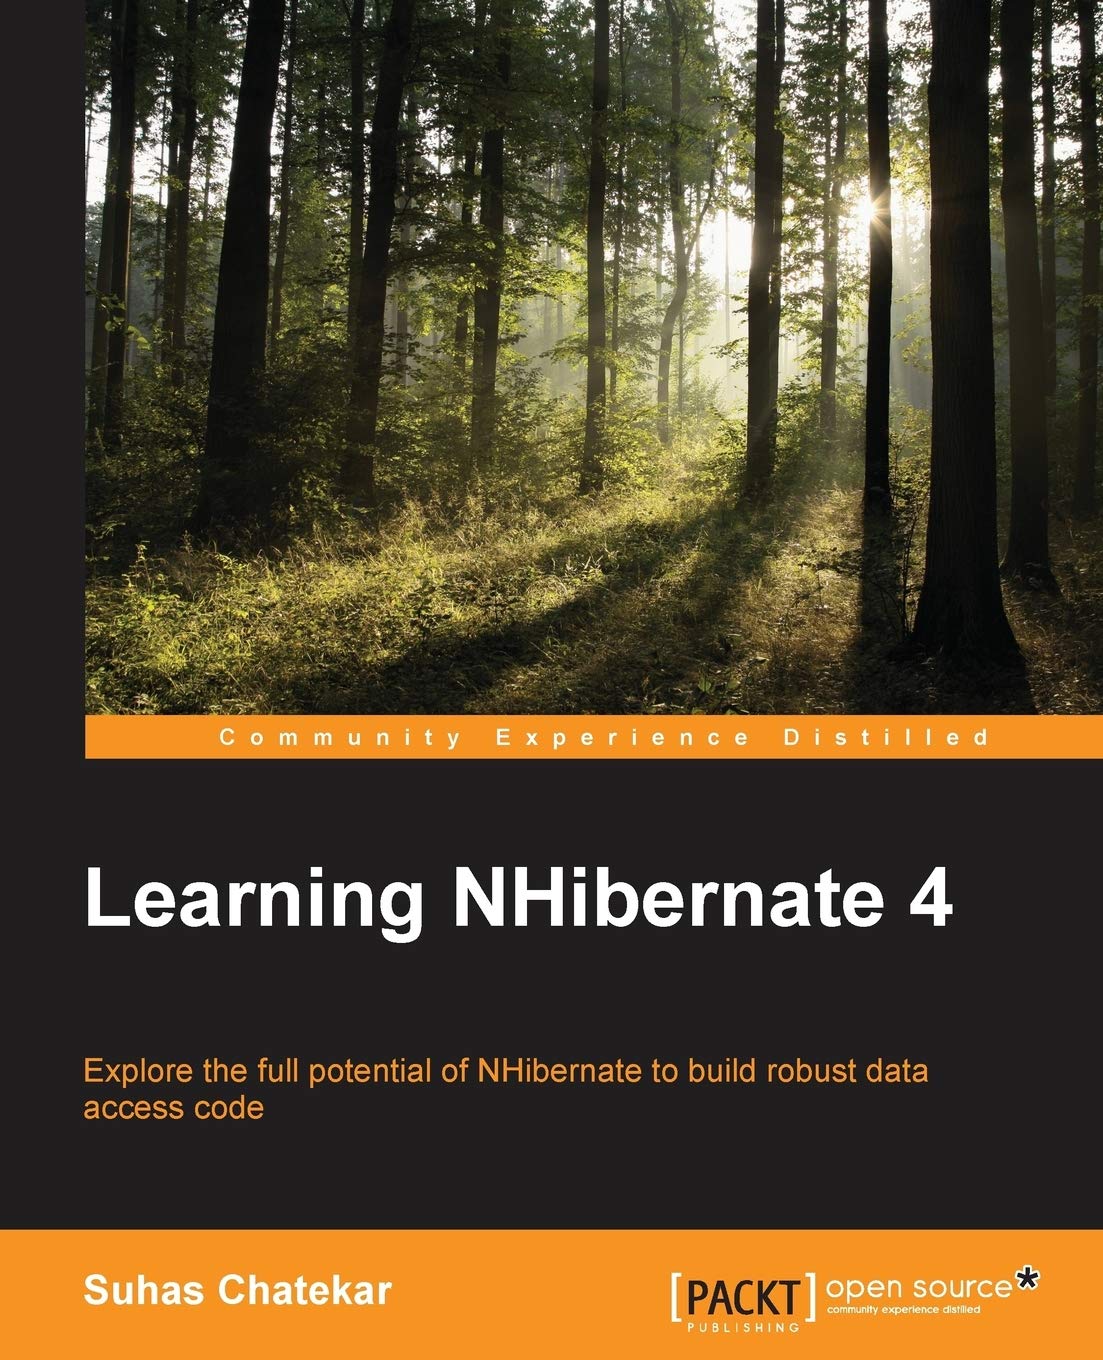 Community Experience Distilled
Learning NHibernate 4
Explore the full potential of NHibernate to build robust data
access code
Suhas Chatekar
[PACKT] open source*
PUBLISHING community experience distilled